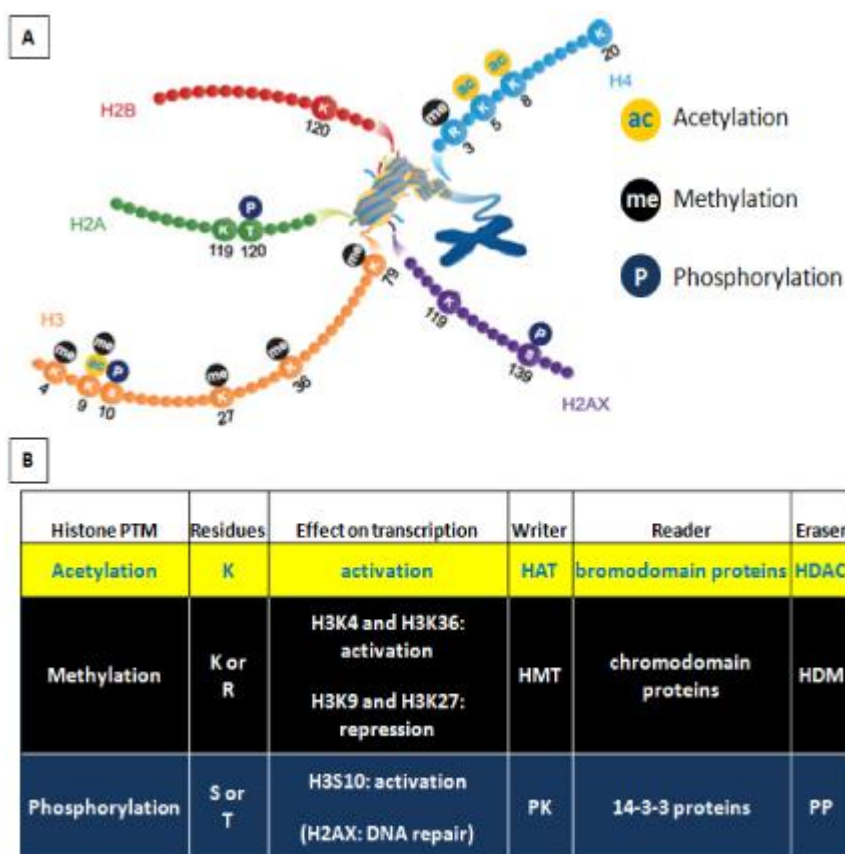 A
H2B
K
120
H2A
P
K
T
119
120
H3
me
K
4
me
ac
K
9
P
10
me
K
27
me
K
36
me
K
79
me
R
3
ac
K
5
ac
K
8
K
20
H4
K
119
P
139
H2AX
ac Acetylation
me Methylation
P Phosphorylation
B
Histone PTM Residues Effect on transcription Writer Reader Eraser
Acetylation K activation HAT bromodomain proteins HDAC
Methylation K or R H3K4 and H3K36: activation H3K9 and H3K27: repression HMT chromodomain proteins HDM
Phosphorylation S or T H3S10: activation (H2AX: DNA repair) PK 14-3-3 proteins PP